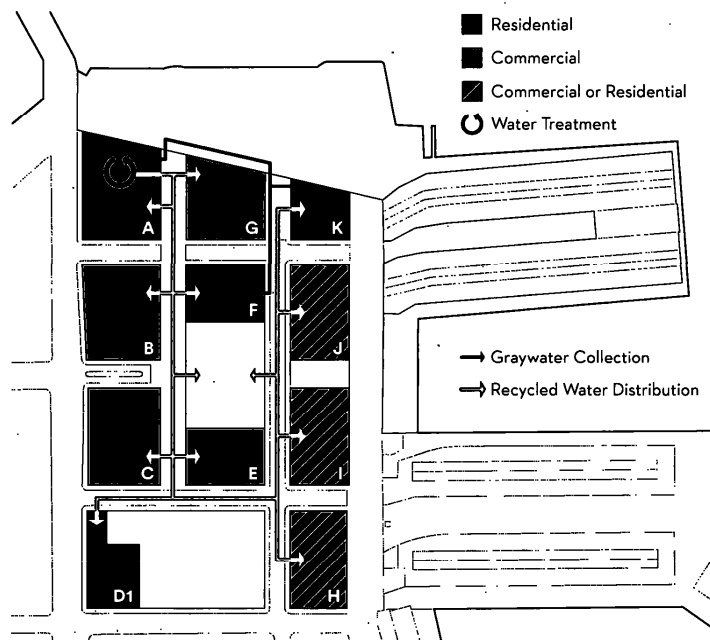 Residential
Commercial
Commercial or Residential
Water Treatment
A
G
K
B
F
J
Graywater Collection
Recycled Water Distribution
C
E
I
D1
H